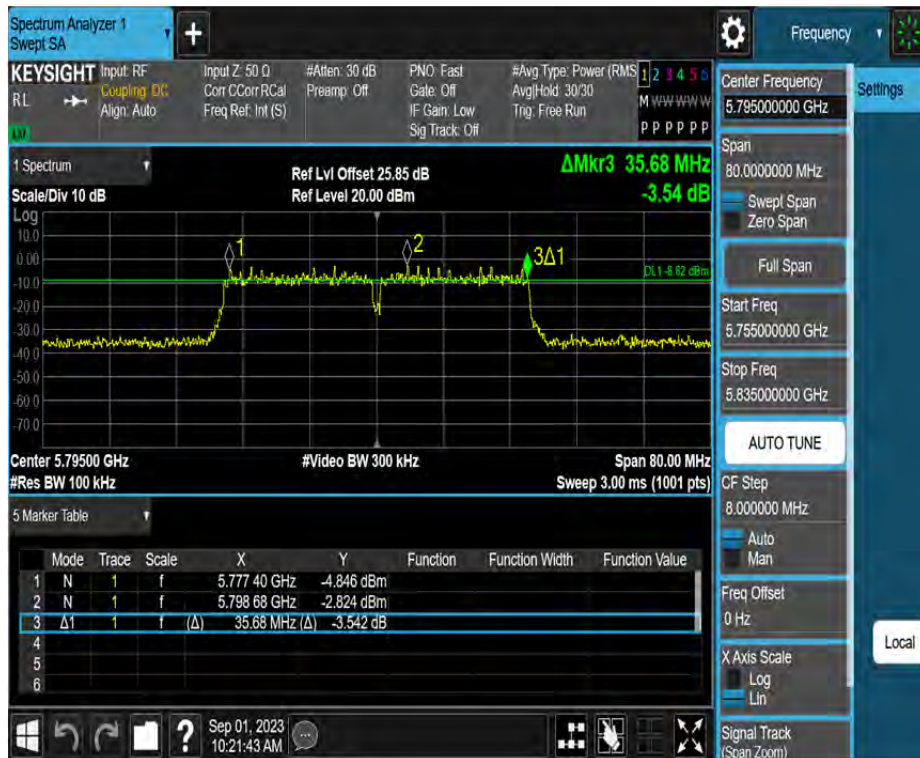 Spectrum Analyzer 1
Swept SA
Frequency
KEYSIGHT
RL
Input: RF
Coupling: DC
Align: Auto
Input Z: 50 Ω
Corr CCorr RCal
Freq Ref: Int (S)
#Atten: 30 dB
Preamp: Off
PNO: Fast
Gate: Off
IF Gain: Low
Sig Track: Off
#Avg Type: Power (RMS
Avg|Hold: 30/30
Trig: Free Run
1 2 3 4 5 6
M W W W W W
P P P P P P
Settings
1 Spectrum
Scale/Div 10 dB
Ref Lvl Offset 25.85 dB
Ref Level 20.00 dBm
ΔMkr3 35.68 MHz
-3.54 dB
Log
10.0
0.00
-10.0
-20.0
-30.0
-40.0
-50.0
-60.0
-70.0
1
2
3Δ1
Center 5.79500 GHz
#Res BW 100 kHz
#Video BW 300 kHz
Span 80.00 MHz
Sweep 3.00 ms (1001 pts)
5 Marker Table
Mode Trace Scale X Y Function Function Width Function Value
1 N 1 f 5.777 40 GHz -4.846 dBm
2 N 1 f 5.798 68 GHz -2.824 dBm
3 Δ1 1 f (Δ) 35.68 MHz (Δ) -3.542 dB
4
5
6
Sep 01, 2023
10:21:43 AM
Center Frequency
5.795000000 GHz
Span
80.0000000 MHz
Swept Span
Zero Span
Full Span
Start Freq
5.755000000 GHz
Stop Freq
5.835000000 GHz
AUTO TUNE
CF Step
8.000000 MHz
Auto
Man
Freq Offset
0 Hz
X Axis Scale
Log
Lin
Signal Track
(Span Zoom)
Local